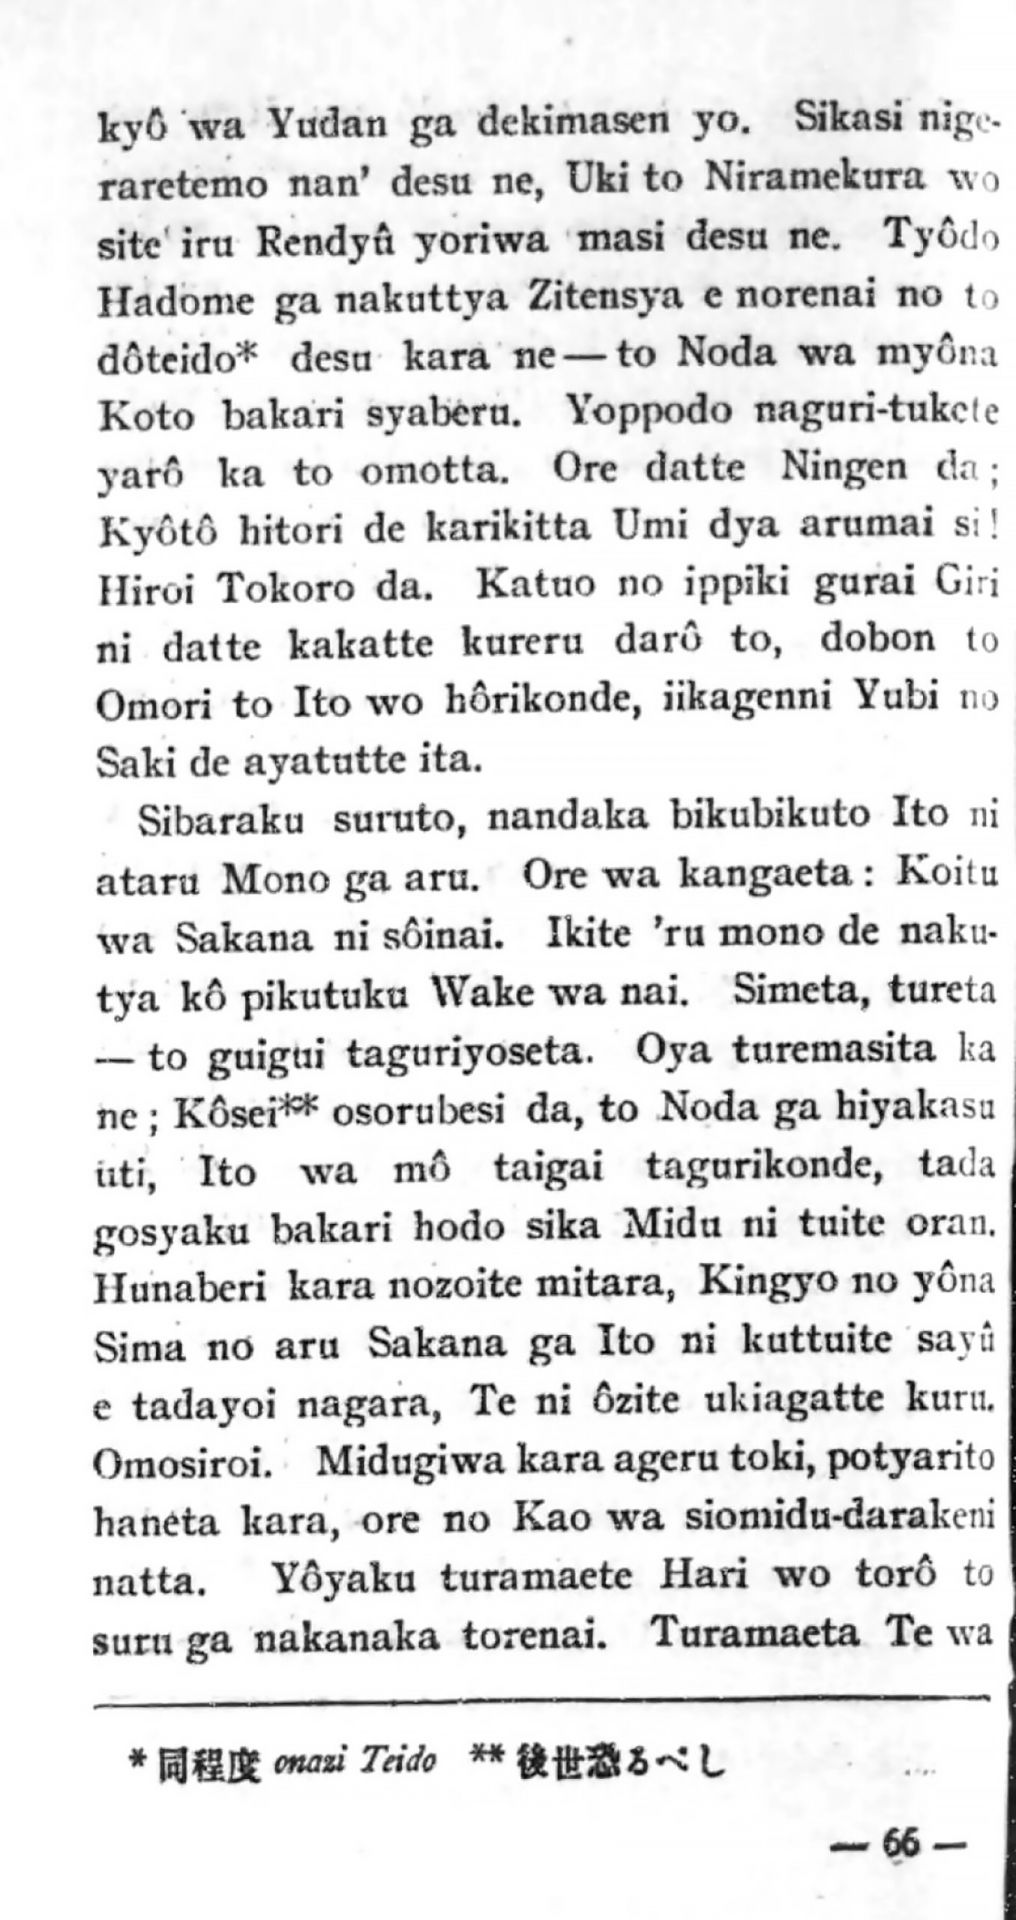 kyô wa Yudan ga dekimasen yo. Sikasi nige-
raretemo nan’ desu ne, Uki to Niramekura wo
site iru Rendyû yoriwa masi desu ne. Tyôdo
Hadome ga nakuttya Zitensya e norenai no to
dôteido* desu kara ne—to Noda wa myôna
Koto bakari syaberu. Yoppodo naguri-tukete
yarô ka to omotta. Ore datte Ningen da;
Kyôtô hitori de karikitta Umi dya arumai si!
Hiroi Tokoro da. Katuo no ippiki gurai Giri
ni datte kakatte kureru darô to, dobon to
Omori to Ito wo hôrikonde, iikagenni Yubi no
Saki de ayatutte ita.
Sibaraku suruto, nandaka bikubikuto Ito ni
ataru Mono ga aru. Ore wa kangaeta: Koitu
wa Sakana ni sôinai. Ikite ’ru mono de naku-
tya kô pikutuku Wake wa nai. Simeta, tureta
— to guigui taguriyoseta. Oya turemasita ka
ne; Kôsei** osorubesi da, to Noda ga hiyakasu
uti, Ito wa mô taigai tagurikonde, tada
gosyaku bakari hodo sika Midu ni tuite oran.
Hunaberi kara nozoite mitara, Kingyo no yôna
Sima no aru Sakana ga Ito ni kuttuite sayû
e tadayoi nagara, Te ni ôzite ukiagatte kuru.
Omosiroi. Midugiwa kara ageru toki, potyarito
haneta kara, ore no Kao wa siomidu-darakeni
natta. Yôyaku turamaete Hari wo torô to
suru ga nakanaka torenai. Turamaeta Te wa
* 同程度 onazi Teido ** 後世恐るべし
— 66 —